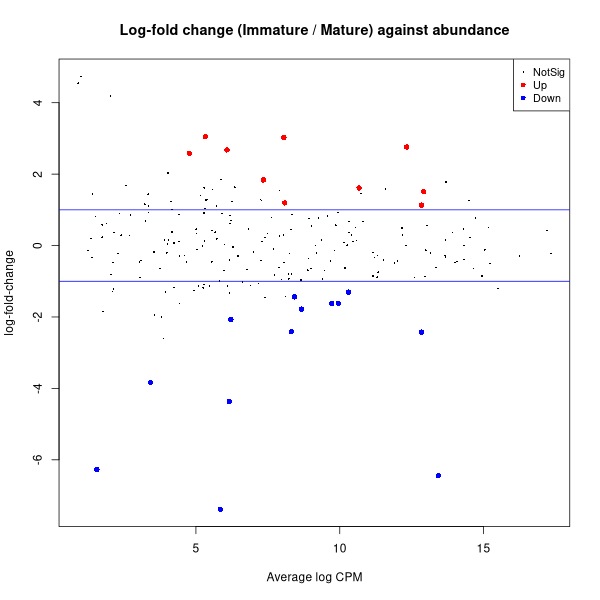 Log-fold change (Immature / Mature) against abundance
NotSig
Up
Down
4
2
0
-2
-4
-6
log-fold-change
5
10
15
Average log CPM